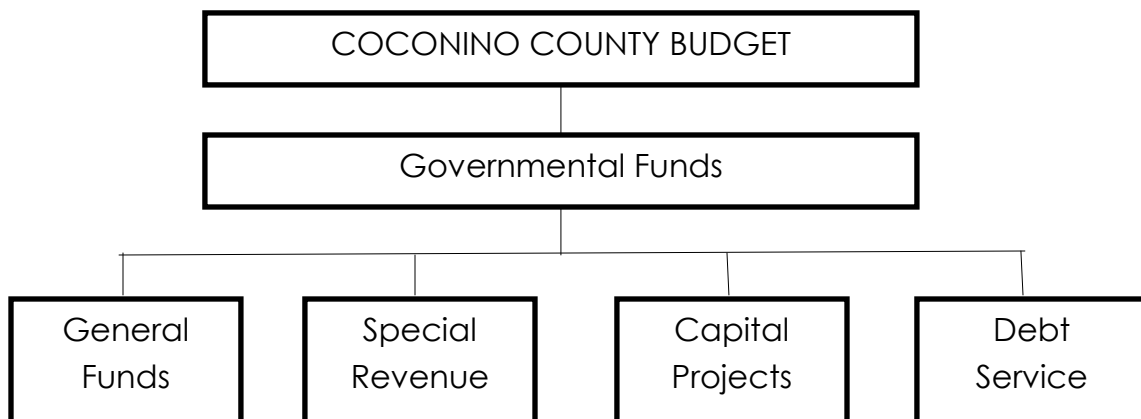 COCONINO COUNTY BUDGET
Governmental Funds
General
Funds
Special
Revenue
Capital
Projects
Debt
Service